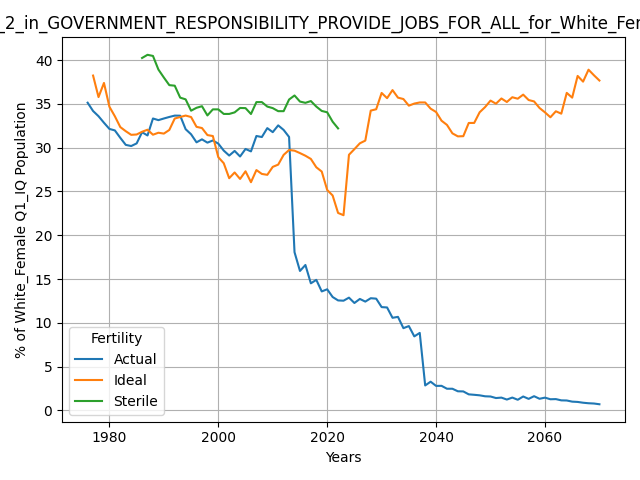 _2_in_GOVERNMENT_RESPONSIBILITY_PROVIDE_JOBS_FOR_ALL_for_White_Fe
% of White_Female Q1_IQ Population
40
35
30
25
20
15
10
5
0
Fertility
Actual
Ideal
Sterile
1980
2000
2020
2040
2060
Years